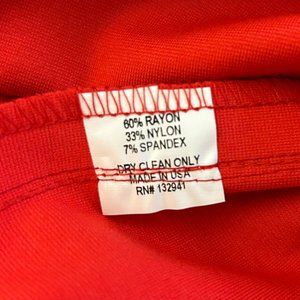 60% RAYON
33% NYLON
7% SPANDEX
DRY CLEAN ONLY
MADE IN USA
RN# 132941